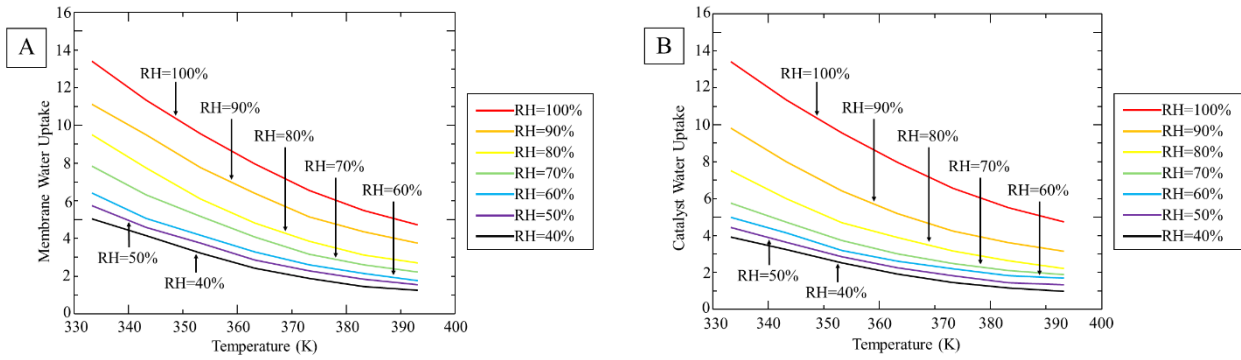 A
Membrane Water Uptake
16
14
12
10
8
6
4
2
0
RH=100%
RH=90%
RH=80%
RH=70%
RH=60%
RH=50%
RH=40%
330 340 350 360 370 380 390 400
Temperature (K)
RH=100%
RH=90%
RH=80%
RH=70%
RH=60%
RH=50%
RH=40%
B
Catalyst Water Uptake
16
14
12
10
8
6
4
2
0
RH=100%
RH=90%
RH=80%
RH=70%
RH=60%
RH=50%
RH=40%
330 340 350 360 370 380 390 400
Temperature (K)
RH=100%
RH=90%
RH=80%
RH=70%
RH=60%
RH=50%
RH=40%